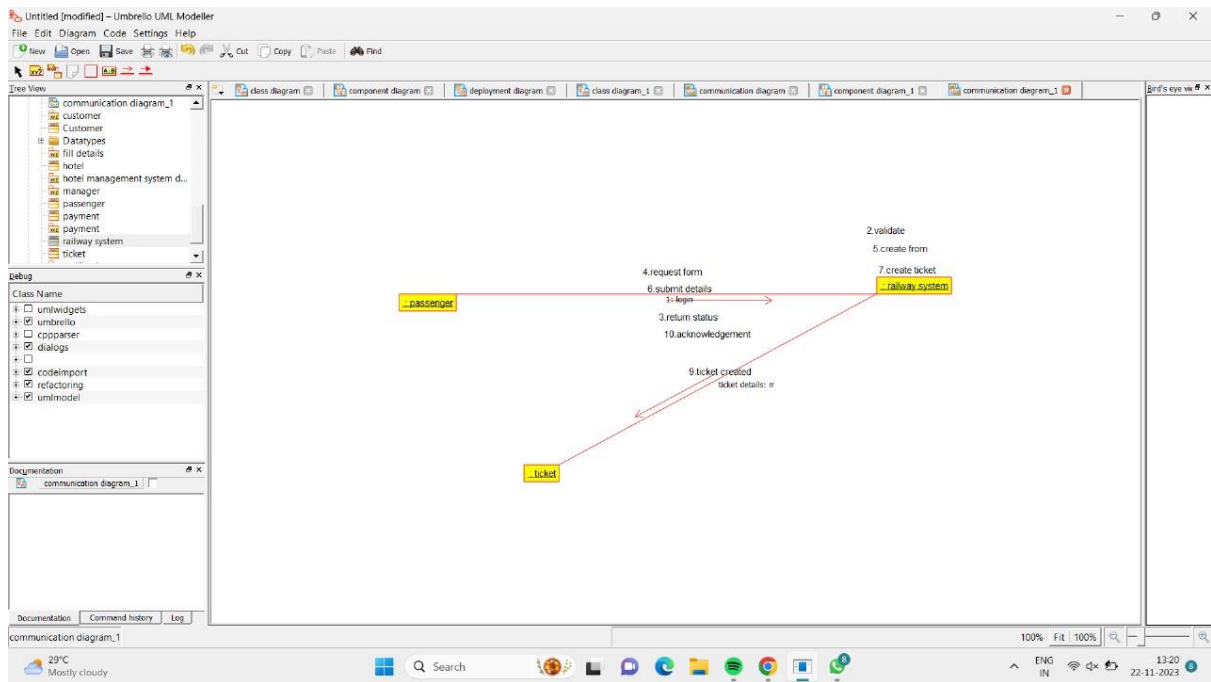 Untitled [modified] – Umbrello UML Modeller
File Edit Diagram Code Settings Help
New Open Save Cut Copy Paste Find
Tree View
class diagram component diagram deployment diagram class diagram_1 communication diagram component diagram_1 communication diagram_1
Bird's eye vie
communication diagram_1
customer
Customer
Datatypes
fill details
hotel
hotel management system d...
manager
passenger
payment
payment
railway system
ticket
Debug
Class Name
umlwidgets
umbrello
cppparser
dialogs
codeimport
refactoring
umlmodel
Documentation
communication diagram_1
Documentation Command history Log
2.validate
5.create from
7.create ticket
: railway system
4.request form
6.submit details
1: login
: passenger
3.return status
10.acknowledgement
9.ticket created
ticket details:
: ticket
communication diagram_1
100% Fit 100%
29°C
Mostly cloudy
Search
8
ENG
IN
13:20
22-11-2023
8